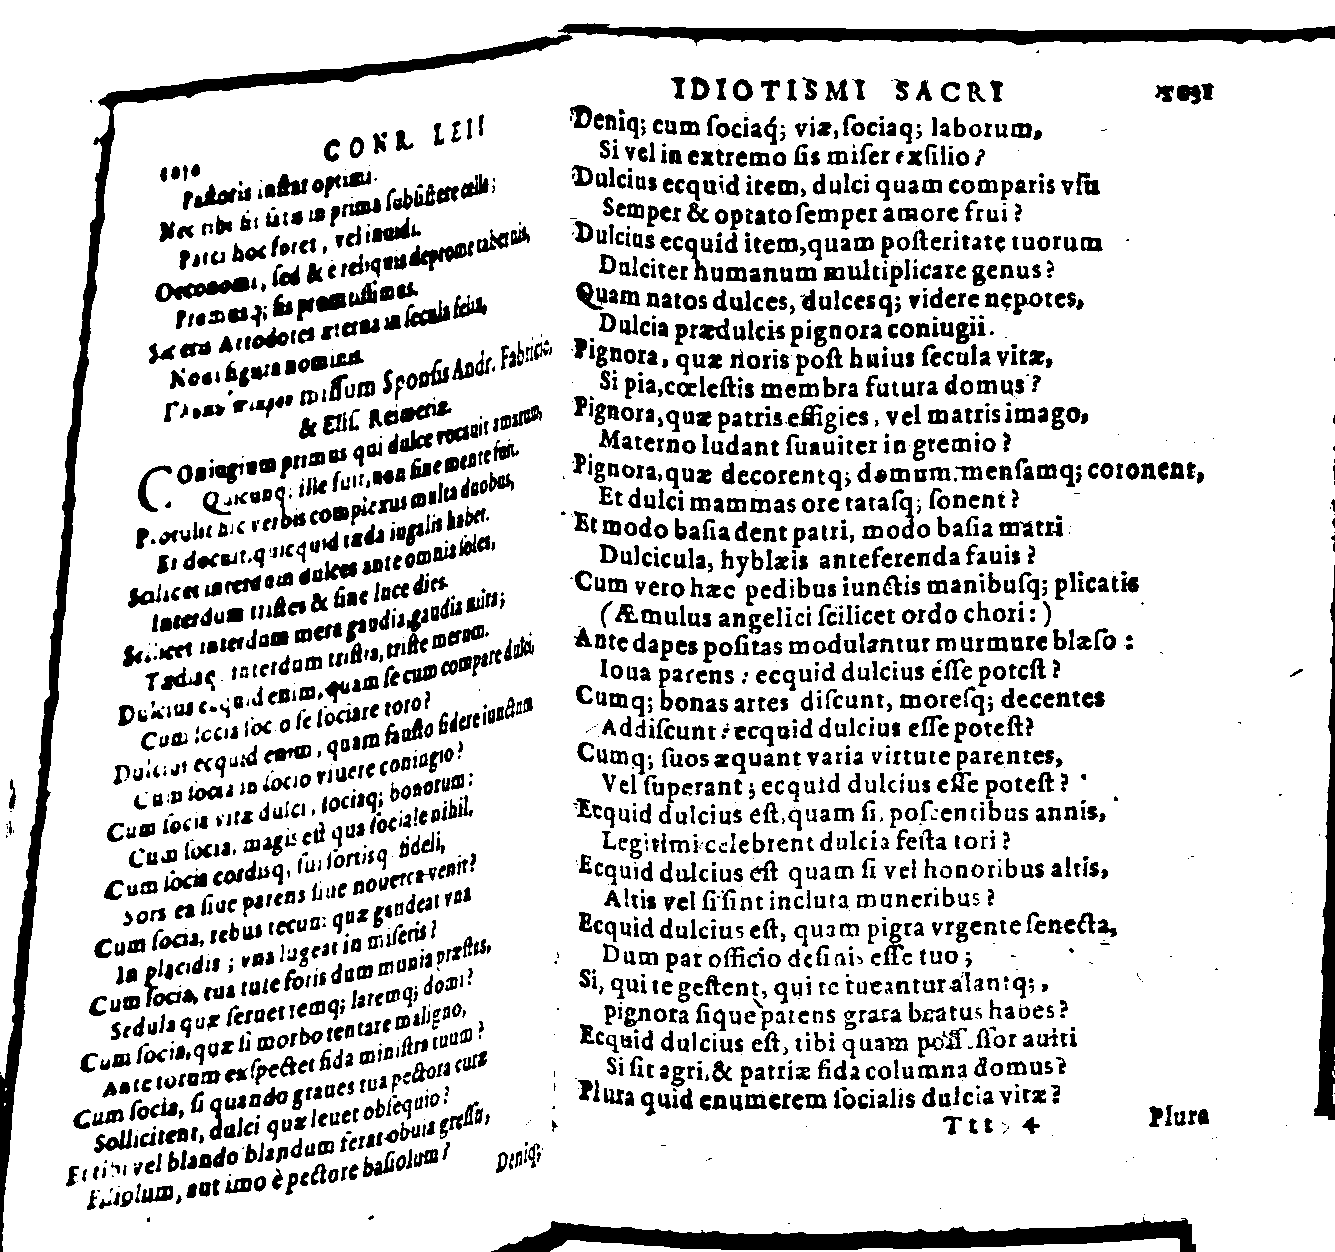 CONR. LEII
1030
Pastoris instar optimi.
Nec tibi sit satis in prima subsistere cella;
Parci hoc foret, vel inuidi.
Oeconomi, sed & è reliquis deprome tabernis,
Promusq; sis promtissimus.
Noui figura nominis.
missum Sponsis Andr. Fabricio,
& Elis. Reimeriæ.
COniugium primus qui dulce vocauit amarum,
Quicunq; ille fuit, non sine mente fuit.
Protulit hic verbis complexus multa duobus,
Et docuit, quicquid tæda iugalis habet.
Scilicet interdum dulces ante omnia soles,
Interdum tristes & sine luce dies.
Scilicet interdum mera gaudia, gaudia mira;
Tædiaq; interdum tristia, triste merum.
Dulcius ecquid enim, quam se cum compare dulci,
Cum socia socio se sociare toro?
Dulcius ecquid enim, quam fausto fidere iunctum
Cum socia in socio viuere coniugio?
Cum socia vitæ dulci, sociaq; bonorum:
Cum socia, magis est qua sociale nihil.
Cum socia cordisq, sui sortisq fideli,
Sors ea siue parens siue nouerca venit?
Cum socia, rebus tecum quæ gaudeat vna
In placidis; vna lugeat in miseris?
Cum socia, tua tute foris dum munia præstes,
Sedula quæ seruet remq; laremq; domi?
Cum socia, quæ si morbo tentare maligno,
Ante torum exspectet fida ministra tuum?
Cum socia, si quando graues tua pectora curæ
Sollicitent, dulci quæ leuet obsequio?
Et tibi vel blando blandum ferat obuia gressu,
Filiolum, aut imo è pectore basiolum?
Deniq;
IDIOTISMI SACRI
1031
Deniq; cum sociaq́; viæ, sociaq; laborum,
Si vel in extremo sis miser exsilio?
Dulcius ecquid item, dulci quam comparis vsu
Semper & optato semper amore frui?
Dulcius ecquid item, quam posteritate tuorum
Dulciter humanum multiplicare genus?
Quam natos dulces, dulcesq; videre nepotes,
Dulcia prædulcis pignora coniugii.
Pignora, quæ noris post huius secula vitæ,
Si pia, cœlestis membra futura domus?
Pignora, quæ patris effigies, vel matris imago,
Materno ludant suauiter in gremio?
Pignora, quæ decorentq; domum mensamq; coronent,
Et dulci mammas ore tatasq; sonent?
Et modo basia dent patri, modo basia matri
Dulcicula, hyblæis anteferenda fauis?
Cum vero hæc pedibus iunctis manibusq; plicatis
(Æmulus angelici scilicet ordo chori:)
Ante dapes positas modulantur murmure blæso:
Ioua parens: ecquid dulcius esse potest?
Cumq; bonas artes discunt, moresq; decentes
Addiscunt: ecquid dulcius esse potest?
Cumq; suos æquant varia virtute parentes,
Vel superant; ecquid dulcius esse potest?
Ecquid dulcius est, quam si, poscentibus annis,
Legitimi celebrent dulcia festa tori?
Ecquid dulcius est quam si vel honoribus altis,
Altis vel si sint incluta muneribus?
Ecquid dulcius est, quam pigra vrgente senecta,
Dum par officio desinis esse tuo;
Si, qui te gestent, qui te tueantur alantq;,
pignora sique parens grata beatus habes?
Ecquid dulcius est, tibi quam possessor auiti
Si sit agri, & patriæ fida columna domus?
Plura quid enumerem socialis dulcia vitæ?
Ttt 4
Plura